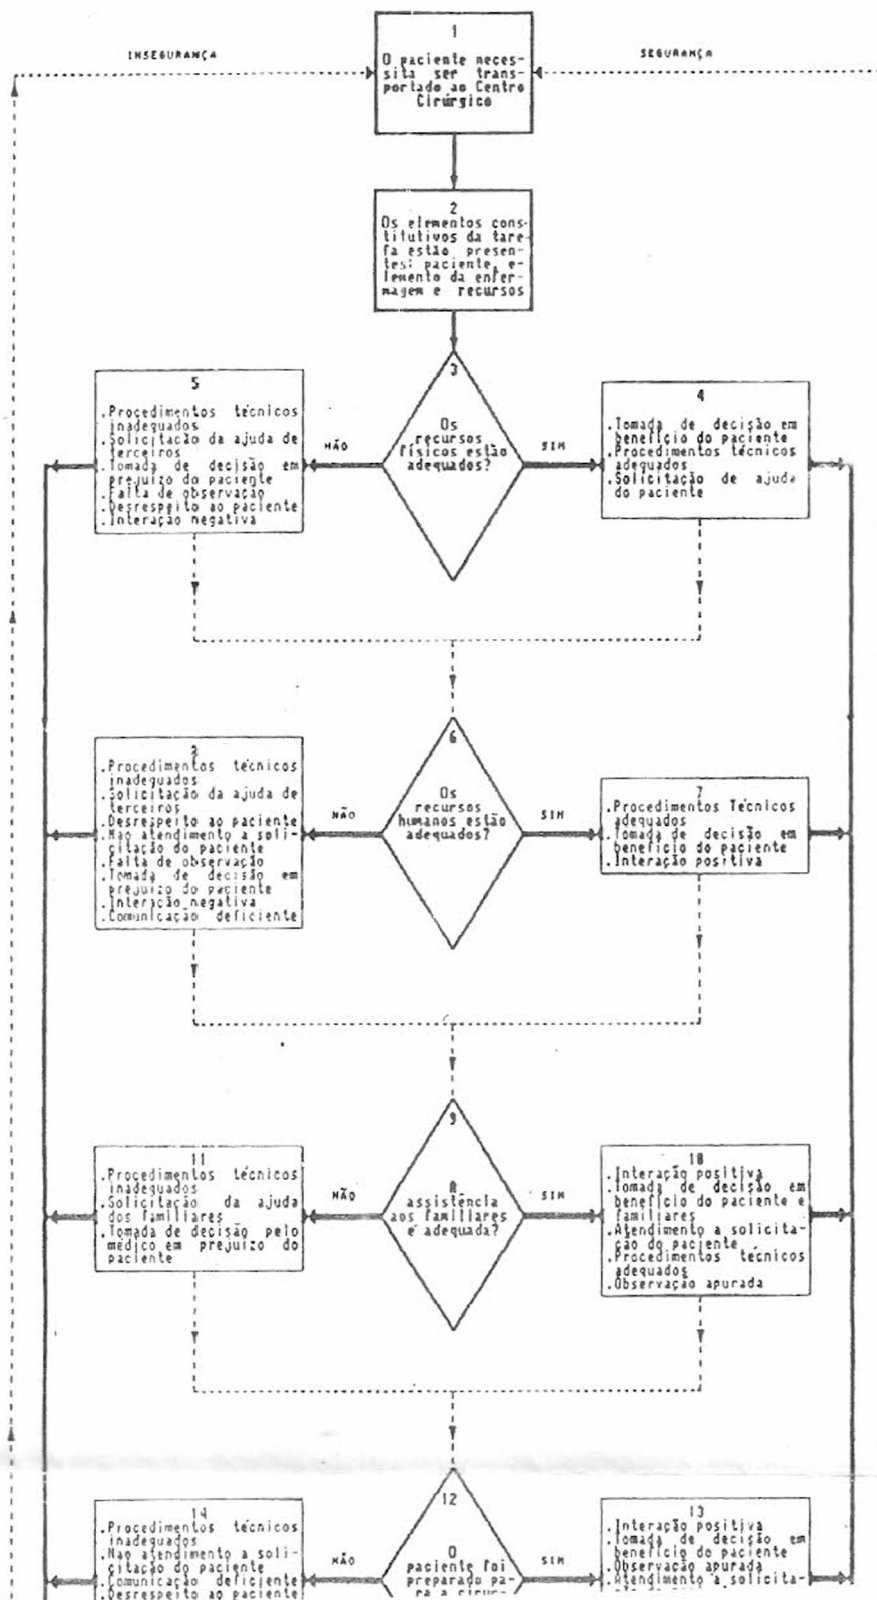 INSEGURANÇA
SEGURANÇA
1
O paciente neces-
sita ser trans-
portado ao Centro
Cirúrgico
2
Os elementos cons-
titutivos da tare-
fa estão presen-
tes: paciente, e-
lemento da enfer-
magem e recursos
3
Os
recursos
físicos estão
adequados?
NÃO
SIM
5
.Procedimentos técnicos
inadequados
.Solicitação da ajuda de
terceiros
.Tomada de decisão em
prejuízo do paciente
.Falta de observação
.Desrespeito ao paciente
.Interação negativa
4
.Tomada de decisão em
benefício do paciente
.Procedimentos técnicos
adequados
.Solicitação de ajuda
do paciente
6
Os
recursos
humanos estão
adequados?
NÃO
SIM
.Procedimentos técnicos
inadequados
.Solicitação da ajuda de
terceiros
.Desrespeito ao paciente
.Nao atendimento a soli-
citação do paciente
.Falta de observação
.Tomada de decisão em
prejuízo do paciente
.Interação negativa
.Comunicação deficiente
7
.Procedimentos Técnicos
adequados
.Tomada de decisão em
benefício do paciente
.Interação positiva
9
A
assistência
aos familiares
é adequada?
NÃO
SIM
11
.Procedimentos técnicos
inadequados
.Solicitação da ajuda
dos familiares
.Tomada de decisão pelo
médico em prejuízo do
paciente
10
.Interação positiva
.Tomada de decisão em
benefício do paciente e
familiares
.Atendimento a solicita-
ção do paciente
.Procedimentos técnicos
adequados
.Observação apurada
12
O
paciente foi
preparado pa-
ra a cirur-
NÃO
SIM
14
.Procedimentos técnicos
inadequados
.Nao atendimento a soli-
citação do paciente
.Comunicação deficiente
.Desrespeito ao paciente
13
.Interação positiva
.Tomada de decisão em
benefício do paciente
.Observação apurada
.Atendimento a solicita-